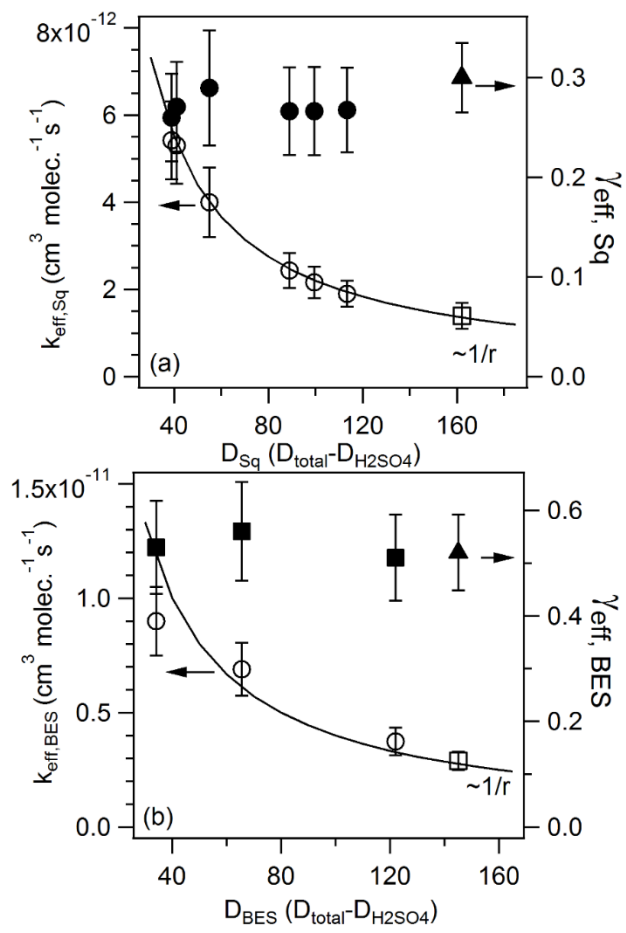 8x10⁻¹²
6
4
2
0
k_eff,Sq (cm³ molec.⁻¹s⁻¹)
0.3
0.2
0.1
0.0
γ_eff, Sq
(a)
~1/r
40
80
120
160
D_Sq (D_total-D_H2SO4)
1.5x10⁻¹¹
1.0
0.5
0.0
k_eff,BES (cm³ molec.⁻¹s⁻¹)
0.6
0.4
0.2
0.0
γ_eff, BES
(b)
~1/r
40
80
120
160
D_BES (D_total-D_H2SO4)